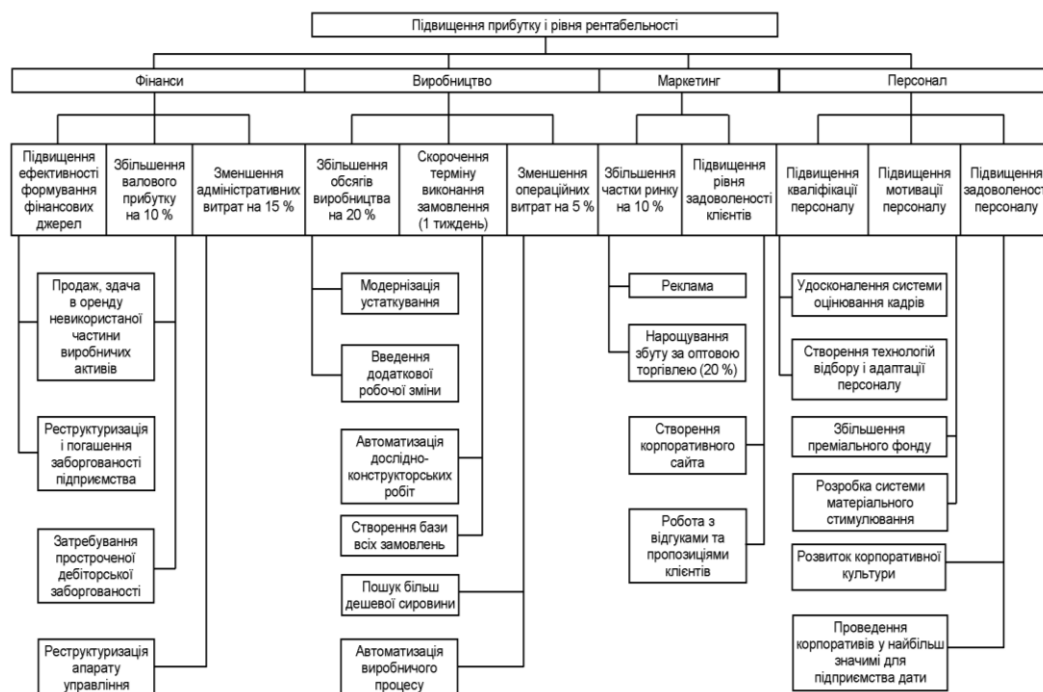 Підвищення прибутку і рівня рентабельності
Фінанси
Виробництво
Маркетинг
Персонал
Підвищення
ефективності
формування
фінансових
джерел
Збільшення
валового
прибутку
на 10 %
Зменшення
адміністративних
витрат на 15 %
Збільшення
обсягів
виробництва
на 20 %
Скорочення
терміну
виконання
замовлення
(1 тиждень)
Зменшення
операційних
витрат на 5 %
Збільшення
частки ринку
на 10 %
Підвищення
рівня
задоволеності
клієнтів
Підвищення
кваліфікації
персоналу
Підвищення
мотивації
персоналу
Підвищення
задоволеності
персоналу
Продаж, здача
в оренду
невикористаної
частини
виробничих
активів
Реструктуризація
і погашення
заборгованості
підприємства
Затребування
простроченої
дебіторської
заборгованості
Реструктуризація
апарату
управління
Модернізація
устаткування
Введення
додаткової
робочої зміни
Автоматизація
дослідно-
конструкторських
робіт
Створення бази
всіх замовлень
Пошук більш
дешевої сировини
Автоматизація
виробничого
процесу
Реклама
Нарощування
збуту за оптовою
торгівлею (20 %)
Створення
корпоративного
сайта
Робота з
відгуками та
пропозиціями
клієнтів
Удосконалення системи
оцінювання кадрів
Створення технологій
відбору і адаптації
персоналу
Збільшення
преміального фонду
Розробка системи
матеріального
стимулювання
Розвиток корпоративної
культури
Проведення
корпоративів у найбільш
значимі для
підприємства дати